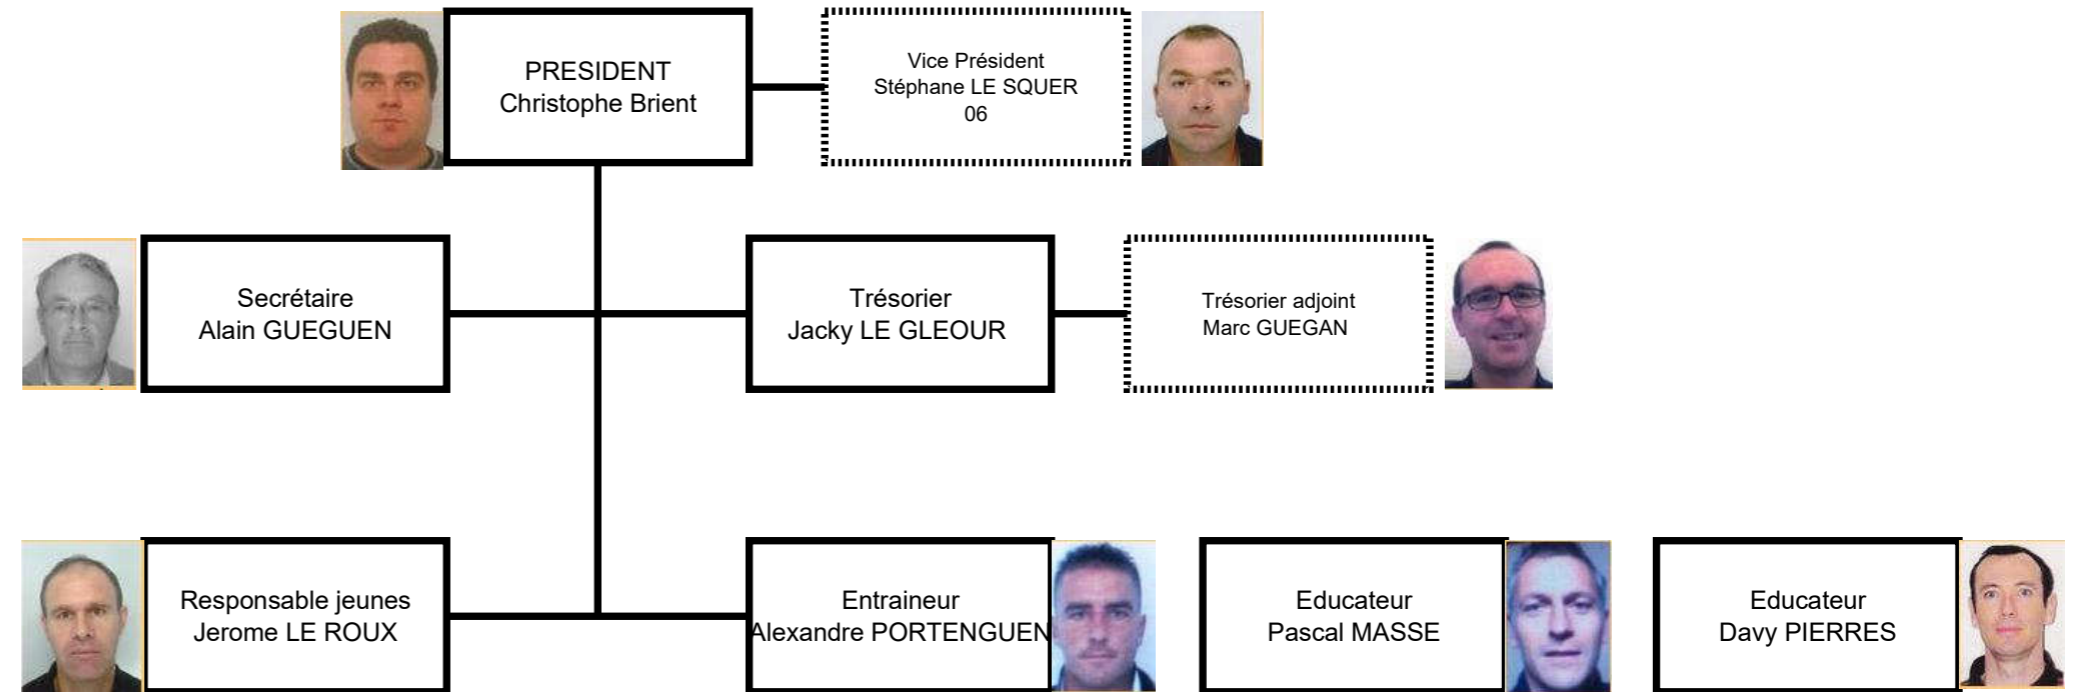 PRESIDENT
Christophe Brient
Vice Président
Stéphane LE SQUER
06
Secrétaire
Alain GUEGUEN
Trésorier
Jacky LE GLEOUR
Trésorier adjoint
Marc GUEGAN
Responsable jeunes
Jerome LE ROUX
Entraineur
Alexandre PORTENGUEN
Educateur
Pascal MASSE
Educateur
Davy PIERRES